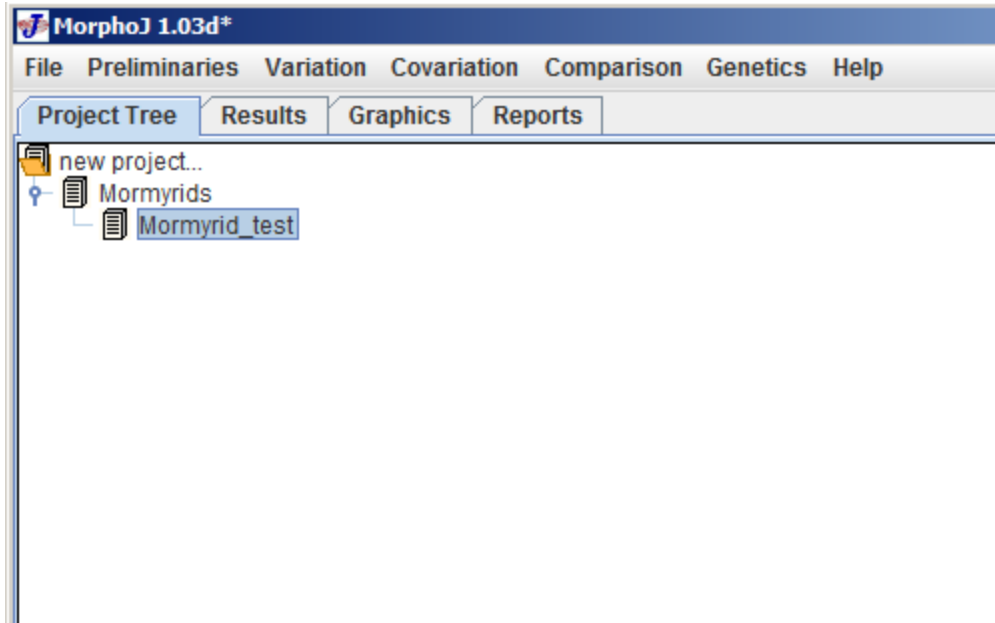 MorphoJ 1.03d*
File Preliminaries Variation Covariation Comparison Genetics Help
Project Tree Results Graphics Reports
new project...
Mormyrids
Mormyrid_test